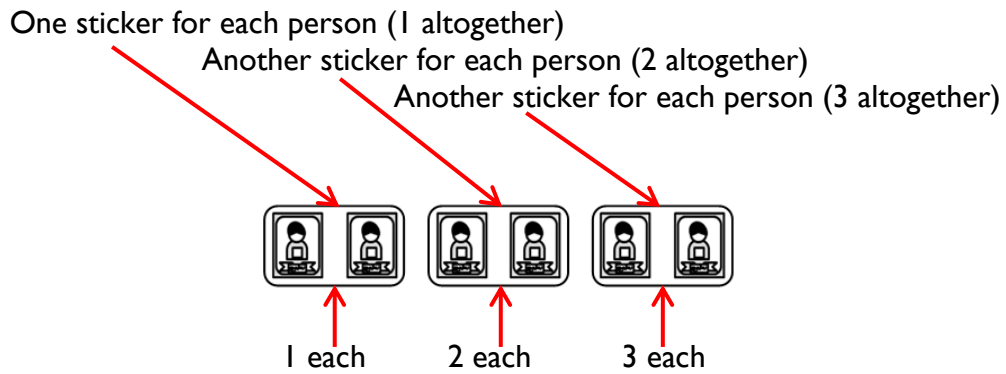 One sticker for each person (1 altogether)
Another sticker for each person (2 altogether)
Another sticker for each person (3 altogether)
1 each
2 each
3 each